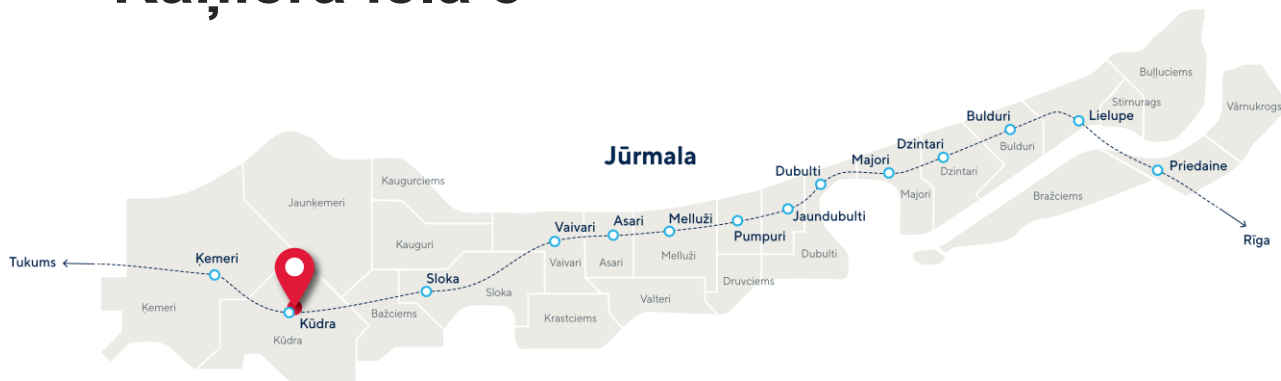 Buļļuciems
Stirnurags
Vārnukrogs
Bulduri
Lielupe
Dzintari
Bulduri
Jūrmala
Majori
Dzintari
Priedaine
Dubulti
Kaugurciems
Majori
Bražciems
Jaunķemeri
Jaundubulti
Vaivari
Asari
Melluži
Pumpuri
Rīga
Kauguri
Dubulti
Tukums
Ķemeri
Vaivari
Asari
Melluži
Sloka
Druvciems
Sloka
Valteri
Ķemeri
Bažciems
Krastciems
Kūdra
Kūdra